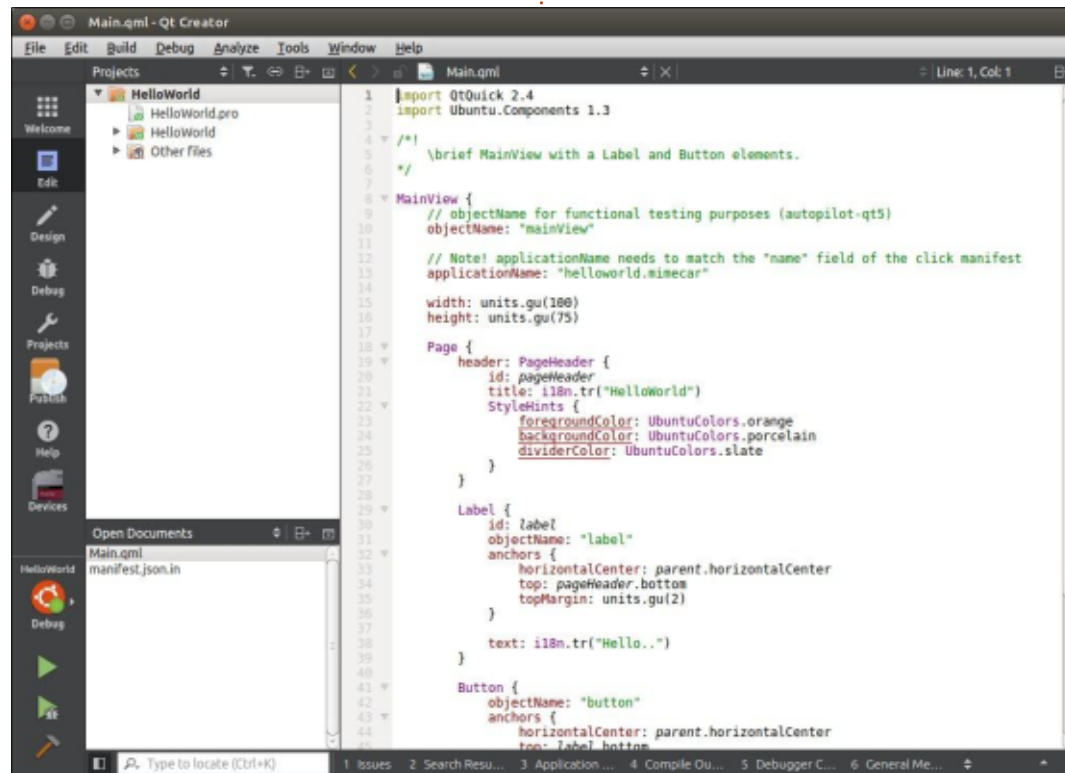 Main.qml - Qt Creator
File Edit Build Debug Analyze Tools Window Help
Projects
Main.qml
Line: 1, Col: 1
Welcome
Edit
Design
Debug
Projects
Publish
Help
Devices
HelloWorld
Debug
HelloWorld
HelloWorld.pro
HelloWorld
Other files
Open Documents
Main.qml
manifest.json.in
1 import QtQuick 2.4
2 import Ubuntu.Components 1.3
3
4 /*!
5 \brief MainView with a Label and Button elements.
6 */
7
8 MainView {
9 // objectName for functional testing purposes (autopilot-qt5)
10 objectName: "mainView"
11
12 // Note! applicationName needs to match the "name" field of the click manifest
13 applicationName: "helloworld.mimecar"
14
15 width: units.gu(100)
16 height: units.gu(75)
17
18 Page {
19 header: PageHeader {
20 id: pageHeader
21 title: i18n.tr("HelloWorld")
22 StyleHints {
23 foregroundColor: UbuntuColors.orange
24 backgroundColor: UbuntuColors.porcelain
25 dividerColor: UbuntuColors.slate
26 }
27 }
28
29 Label {
30 id: label
31 objectName: "label"
32 anchors {
33 horizontalCenter: parent.horizontalCenter
34 top: pageHeader.bottom
35 topMargin: units.gu(2)
36 }
37
38 text: i18n.tr("Hello..")
39 }
40
41 Button {
42 objectName: "button"
43 anchors {
44 horizontalCenter: parent.horizontalCenter
45 top: label.bottom
Type to locate (Ctrl+K)
1 Issues 2 Search Resu... 3 Application ... 4 Compile Ou... 5 Debugger C... 6 General Me...